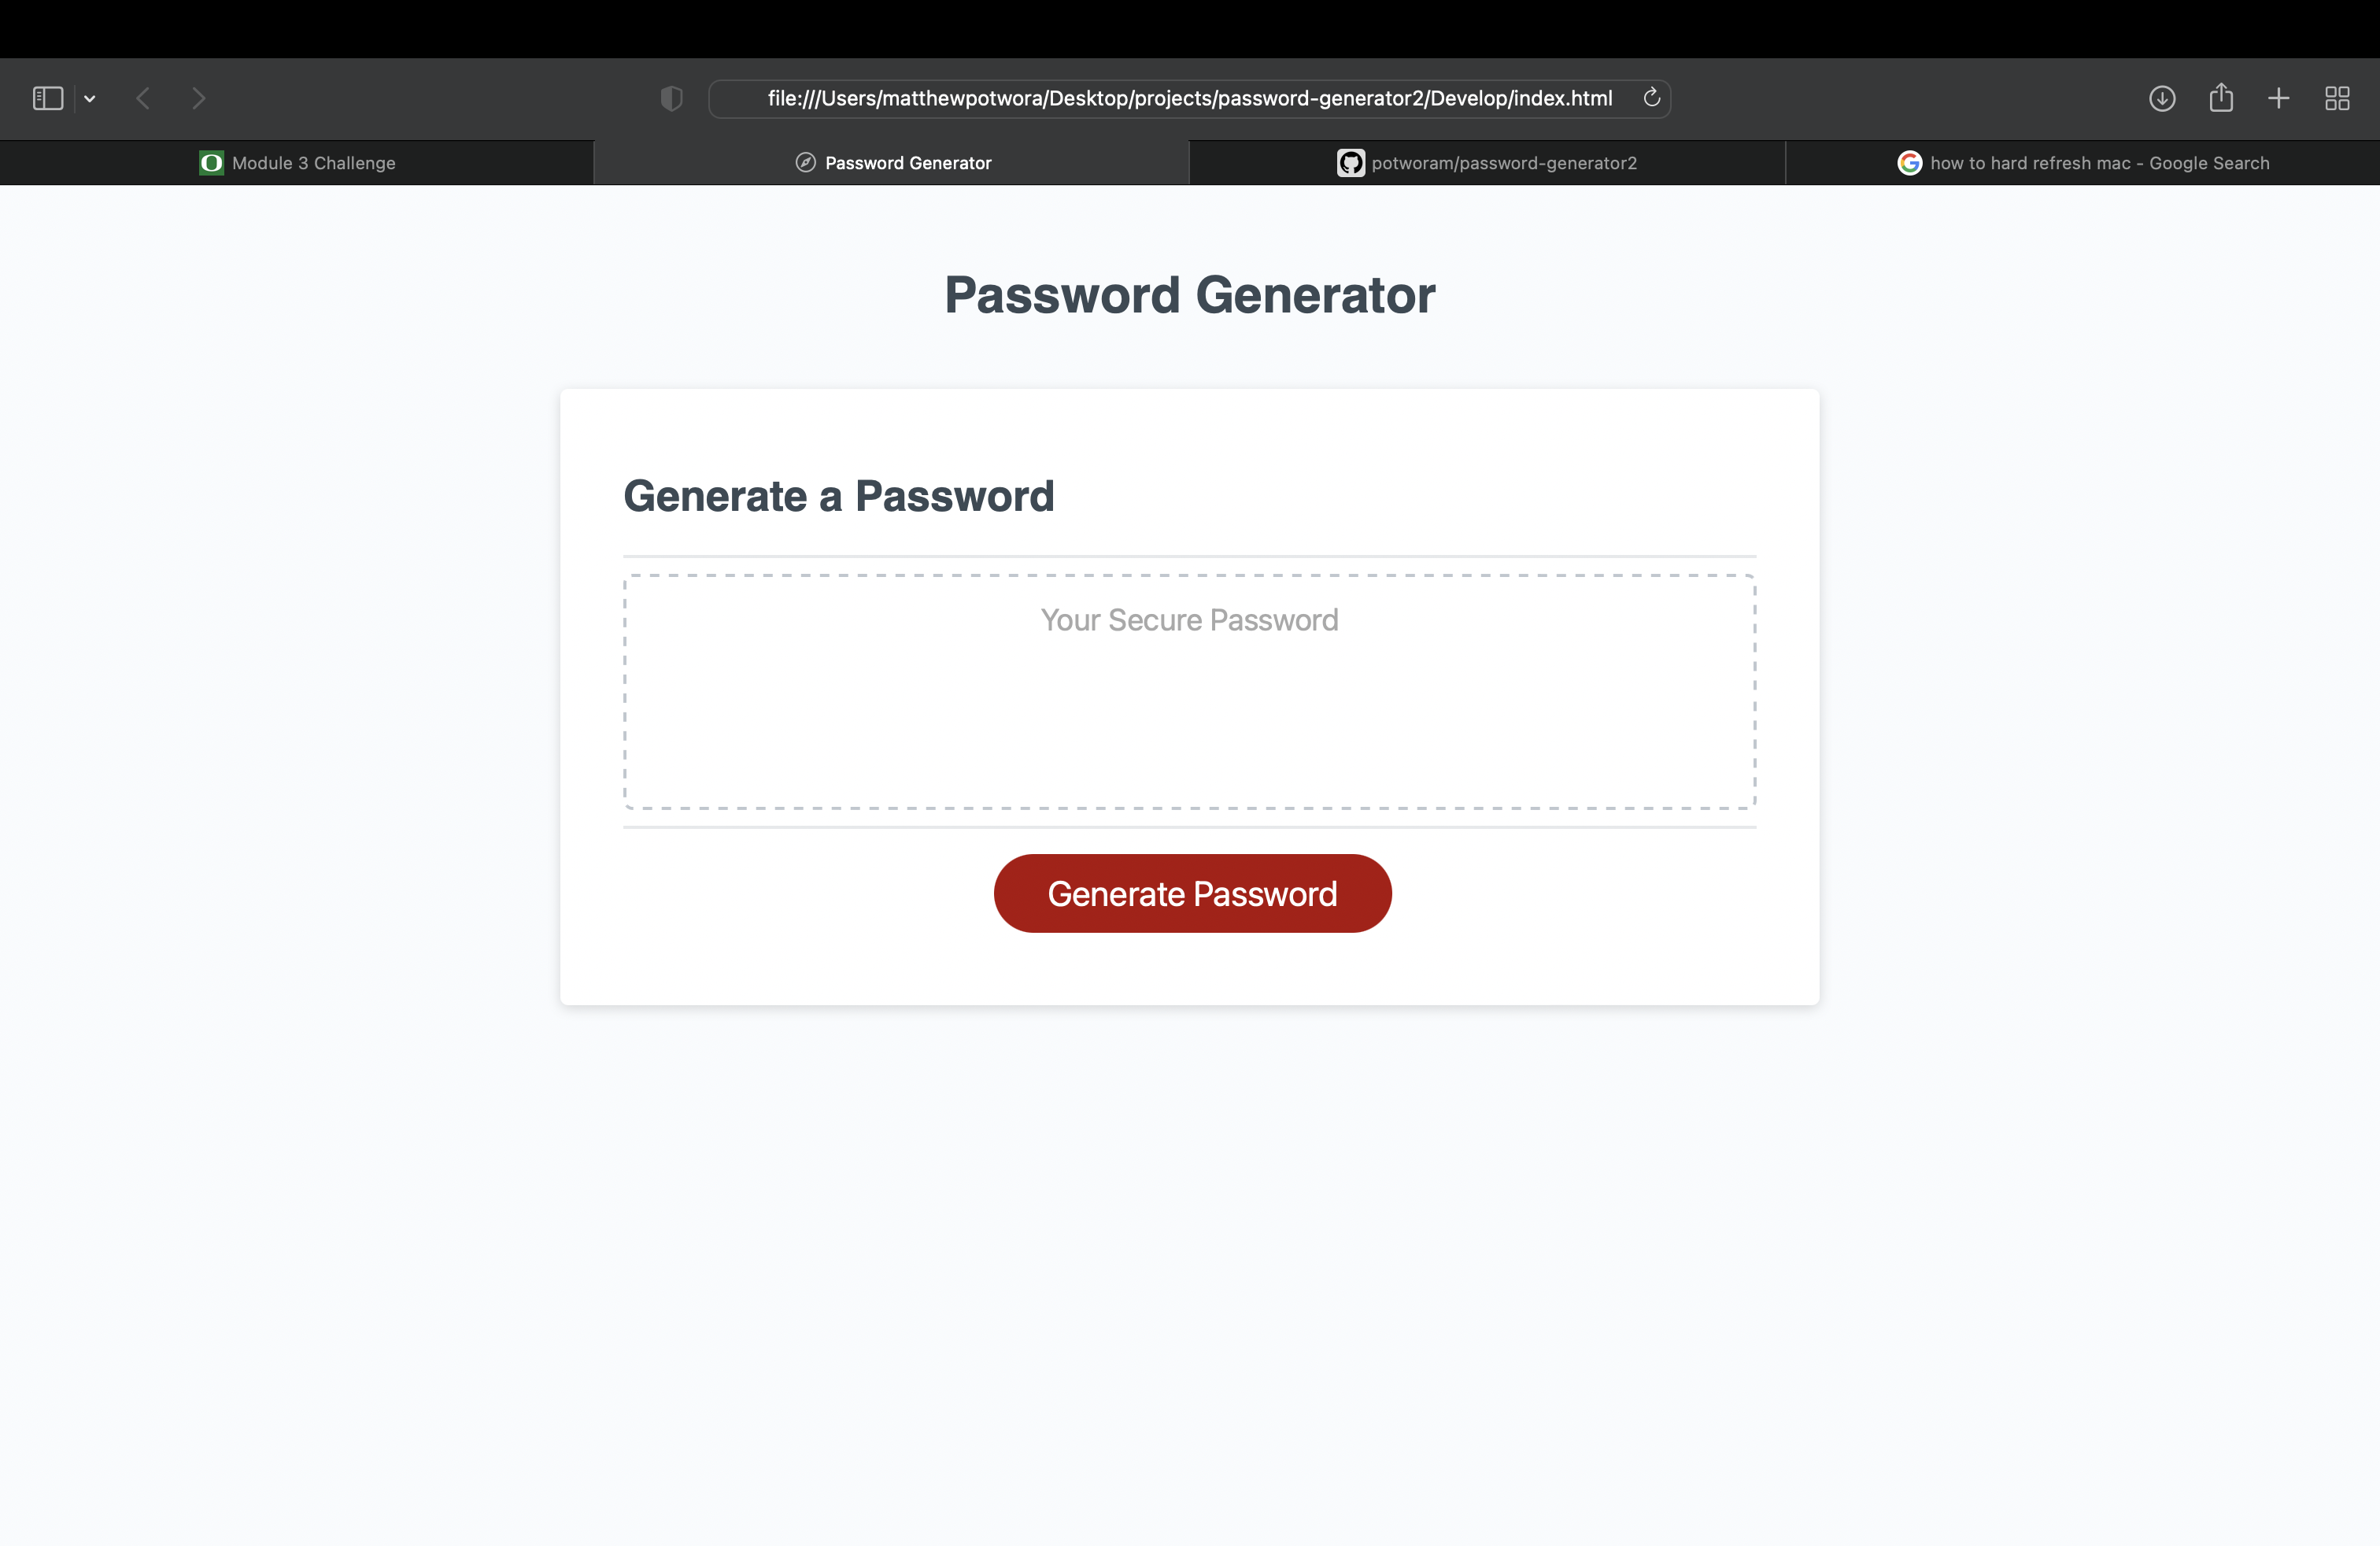 file:///Users/matthewpotwora/Desktop/projects/password-generator2/Develop/index.html
Module 3 Challenge
Password Generator
potworam/password-generator2
how to hard refresh mac - Google Search
Password Generator
Generate a Password
Your Secure Password
Generate Password